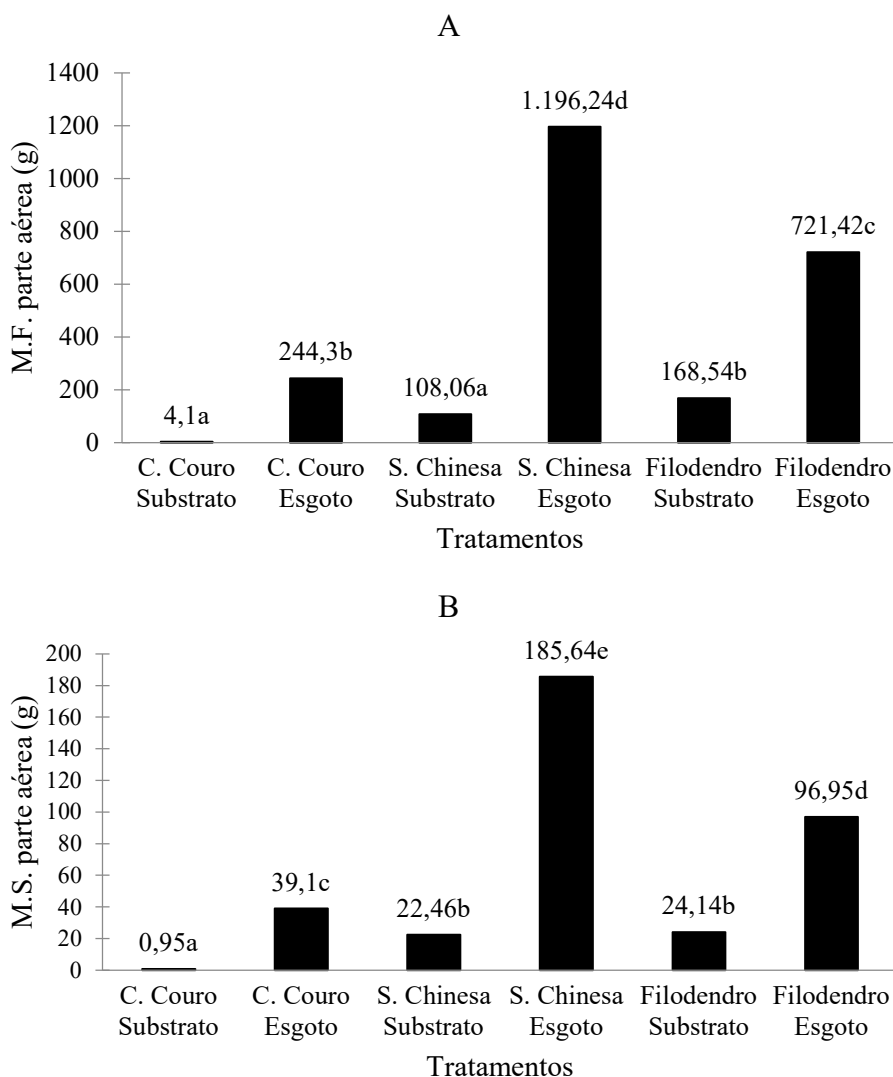 A
M.F. parte aérea (g)
1400
1200
1000
800
600
400
200
0
4,1a
244,3b
108,06a
1.196,24d
168,54b
721,42c
C. Couro
Substrato
C. Couro
Esgoto
S. Chinesa
Substrato
S. Chinesa
Esgoto
Filodendro
Substrato
Filodendro
Esgoto
Tratamentos
B
M.S. parte aérea (g)
200
180
160
140
120
100
80
60
40
20
0
0,95a
39,1c
22,46b
185,64e
24,14b
96,95d
C. Couro
Substrato
C. Couro
Esgoto
S. Chinesa
Substrato
S. Chinesa
Esgoto
Filodendro
Substrato
Filodendro
Esgoto
Tratamentos